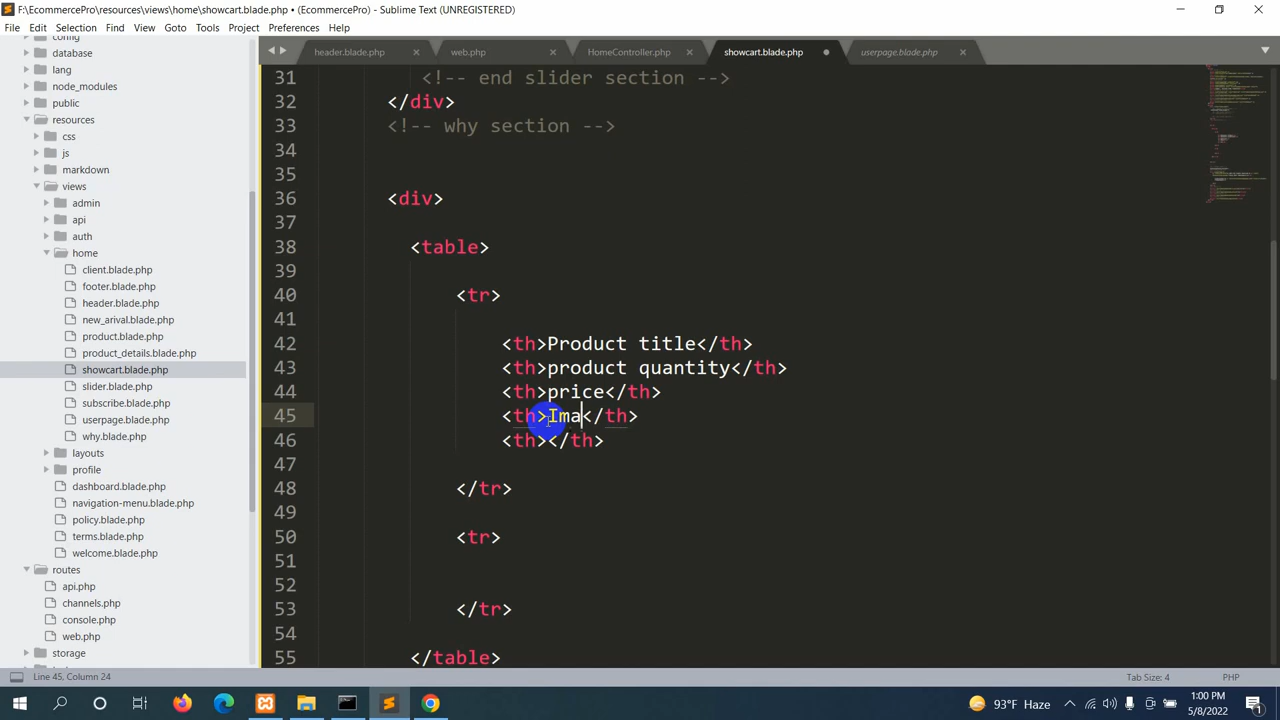 F:\EcommercePro\resources\views\home\showcart.blade.php • (EcommercePro) - Sublime Text (UNREGISTERED)
File Edit Selection Find View Goto Tools Project Preferences Help
config
database
lang
node_modules
public
resources
css
js
markdown
views
admin
api
auth
home
client.blade.php
footer.blade.php
header.blade.php
new_arival.blade.php
product.blade.php
product_details.blade.php
showcart.blade.php
slider.blade.php
subscribe.blade.php
userpage.blade.php
why.blade.php
layouts
profile
dashboard.blade.php
navigation-menu.blade.php
policy.blade.php
terms.blade.php
welcome.blade.php
routes
api.php
channels.php
console.php
web.php
storage
header.blade.php web.php HomeController.php showcart.blade.php userpage.blade.php
31 <!-- end slider section -->
32 </div>
33 <!-- why section -->
34
35
36 <div>
37
38 <table>
39
40 <tr>
41
42 <th>Product title</th>
43 <th>product quantity</th>
44 <th>price</th>
45 <th>Ima</th>
46 <th></th>
47
48 </tr>
49
50 <tr>
51
52
53 </tr>
54
55 </table>
Line 45, Column 24 Tab Size: 4 PHP
93°F Haze 1:00 PM
5/8/2022
1